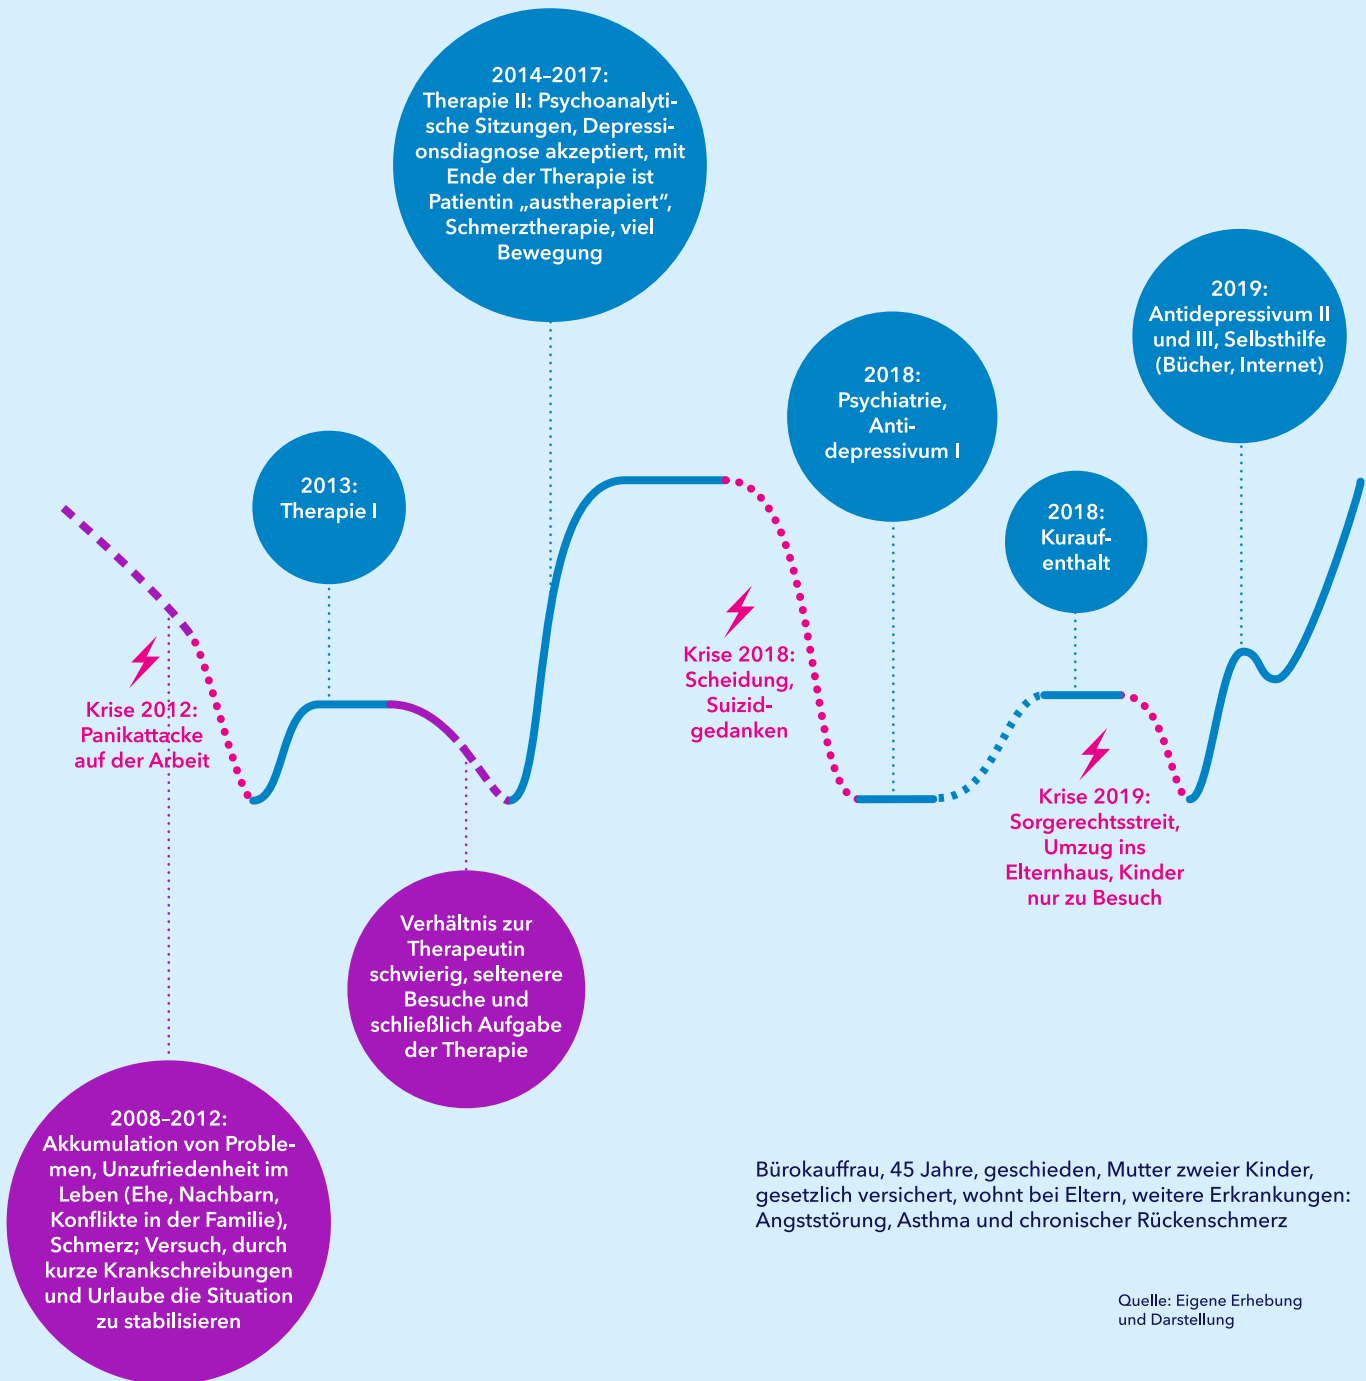 2014–2017:
Therapie II: Psychoanalyti-
sche Sitzungen, Depressi-
onsdiagnose akzeptiert, mit
Ende der Therapie ist
Patientin „austherapiert“,
Schmerztherapie, viel
Bewegung
2019:
Antidepressivum II
und III, Selbsthilfe
(Bücher, Internet)
2018:
Psychiatrie,
Anti-
depressivum I
2013:
Therapie I
2018:
Kurauf-
enthalt
Krise 2012:
Panikattacke
auf der Arbeit
Krise 2018:
Scheidung,
Suizid-
gedanken
Krise 2019:
Sorgerechtsstreit,
Umzug ins
Elternhaus, Kinder
nur zu Besuch
Verhältnis zur
Therapeutin
schwierig, seltenere
Besuche und
schließlich Aufgabe
der Therapie
2008–2012:
Akkumulation von Proble-
men, Unzufriedenheit im
Leben (Ehe, Nachbarn,
Konflikte in der Familie),
Schmerz; Versuch, durch
kurze Krankschreibungen
und Urlaube die Situation
zu stabilisieren
Bürokauffrau, 45 Jahre, geschieden, Mutter zweier Kinder,
gesetzlich versichert, wohnt bei Eltern, weitere Erkrankungen:
Angststörung, Asthma und chronischer Rückenschmerz
Quelle: Eigene Erhebung
und Darstellung